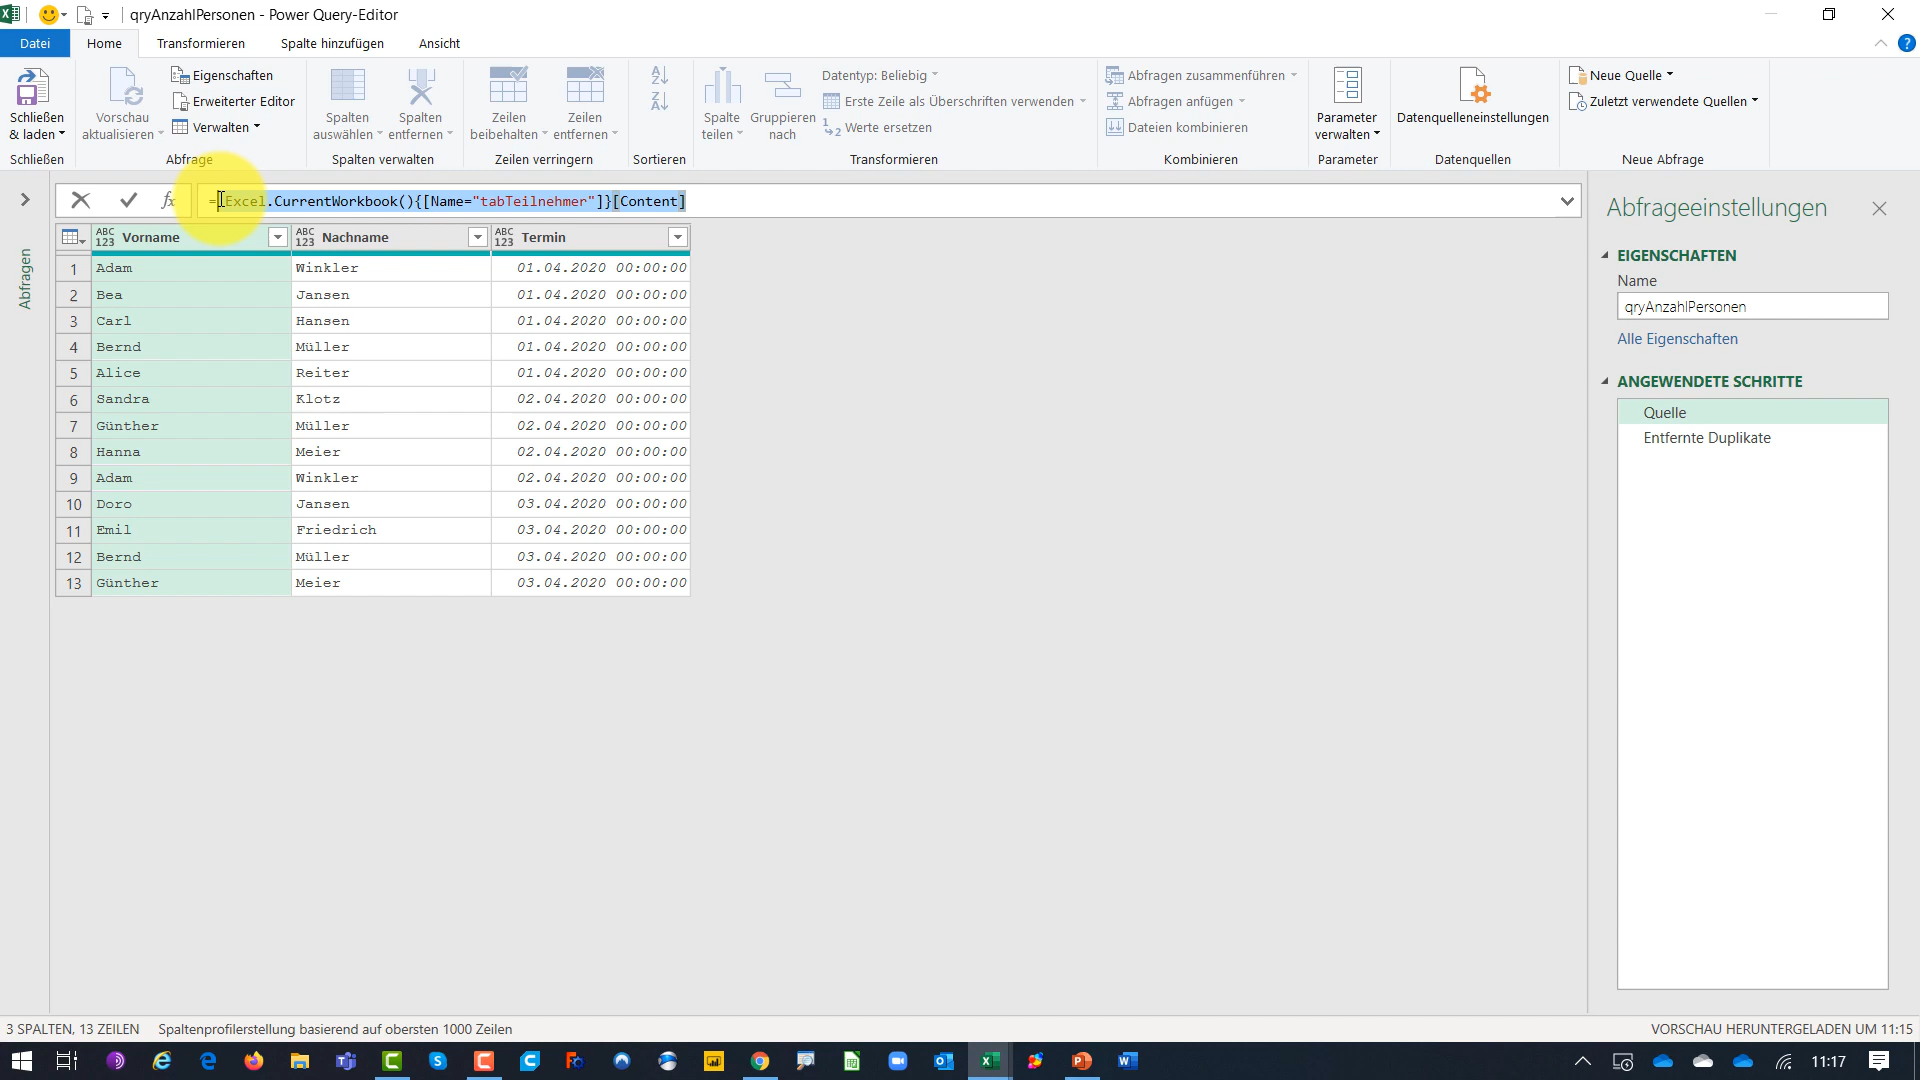 qryAnzahlPersonen - Power Query-Editor
Datei Home Transformieren Spalte hinzufügen Ansicht
Schließen & laden
Vorschau aktualisieren
Eigenschaften
Erweiterter Editor
Verwalten
Spalten auswählen
Spalten entfernen
Zeilen beibehalten
Zeilen entfernen
Spalte teilen
Gruppieren nach
Datentyp: Beliebig
Erste Zeile als Überschriften verwenden
Werte ersetzen
Abfragen zusammenführen
Abfragen anfügen
Dateien kombinieren
Parameter verwalten
Datenquelleneinstellungen
Neue Quelle
Zuletzt verwendete Quellen
Schließen Abfrage Spalten verwalten Zeilen verringern Sortieren Transformieren Kombinieren Parameter Datenquellen Neue Abfrage
fx = Excel.CurrentWorkbook(){[Name="tabTeilnehmer"]}[Content]
Abfragen
ABC 123 Vorname ABC 123 Nachname ABC 123 Termin
1 Adam Winkler 01.04.2020 00:00:00
2 Bea Jansen 01.04.2020 00:00:00
3 Carl Hansen 01.04.2020 00:00:00
4 Bernd Müller 01.04.2020 00:00:00
5 Alice Reiter 01.04.2020 00:00:00
6 Sandra Klotz 02.04.2020 00:00:00
7 Günther Müller 02.04.2020 00:00:00
8 Hanna Meier 02.04.2020 00:00:00
9 Adam Winkler 02.04.2020 00:00:00
10 Doro Jansen 03.04.2020 00:00:00
11 Emil Friedrich 03.04.2020 00:00:00
12 Bernd Müller 03.04.2020 00:00:00
13 Günther Meier 03.04.2020 00:00:00
Abfrageeinstellungen
EIGENSCHAFTEN
Name
qryAnzahlPersonen
Alle Eigenschaften
ANGEWENDETE SCHRITTE
Quelle
Entfernte Duplikate
3 SPALTEN, 13 ZEILEN Spaltenprofilerstellung basierend auf obersten 1000 Zeilen VORSCHAU HERUNTERGELADEN UM 11:15
11:17